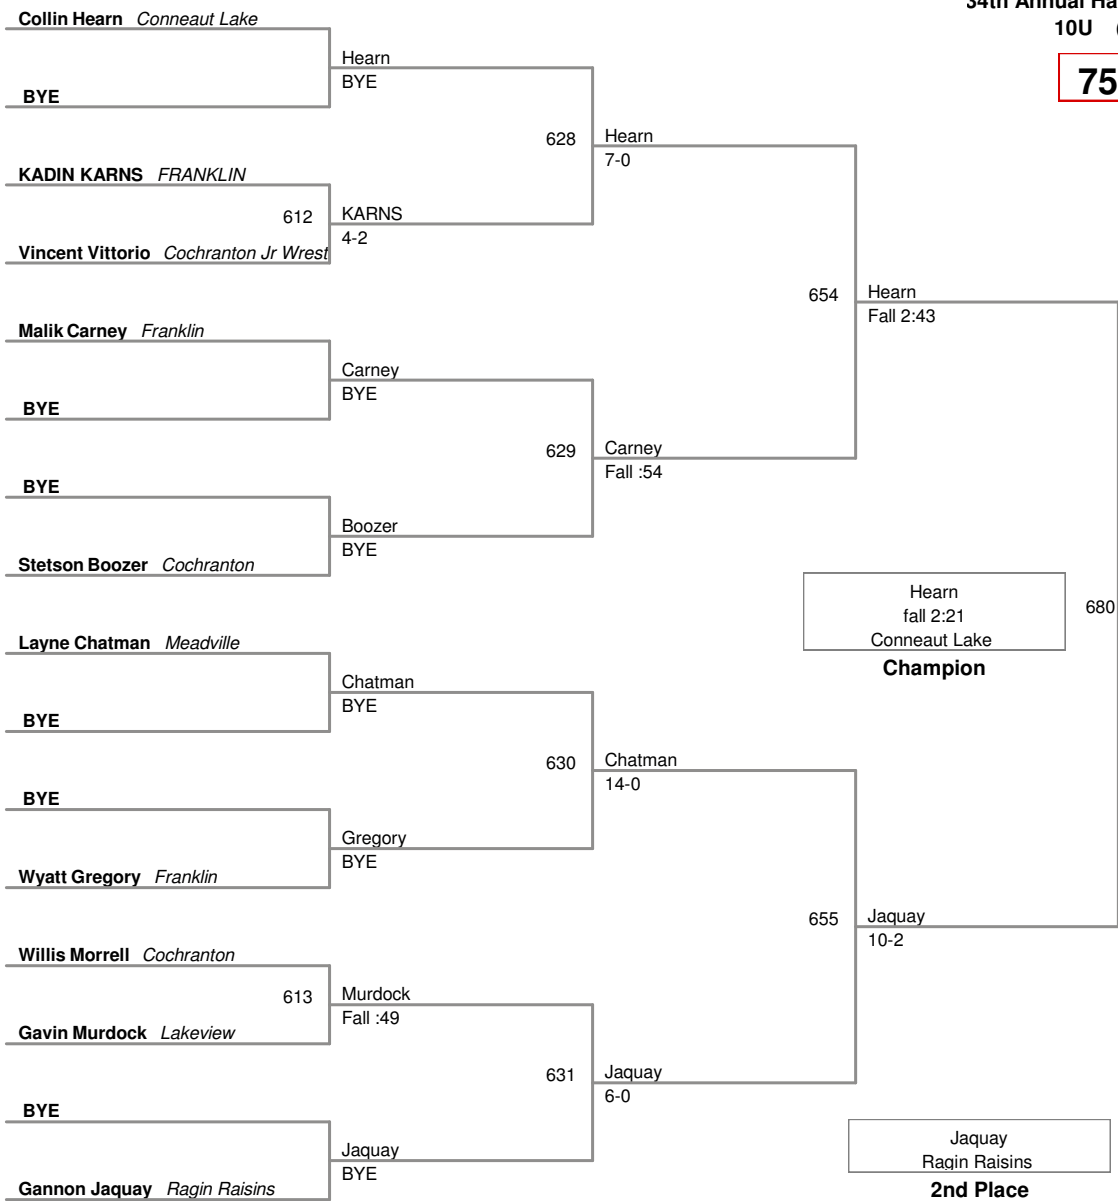 34th Annual Ha
10U
75
Collin Hearn Conneaut Lake
Hearn
BYE
BYE
628 Hearn
7-0
KADIN KARNS FRANKLIN
612 KARNS
4-2
Vincent Vittorio Cochranton Jr Wrest
654 Hearn
Fall 2:43
Malik Carney Franklin
Carney
BYE
BYE
629 Carney
Fall :54
BYE
Boozer
BYE
Stetson Boozer Cochranton
Hearn
fall 2:21
Conneaut Lake
Champion
680
Layne Chatman Meadville
Chatman
BYE
BYE
630 Chatman
14-0
BYE
Gregory
BYE
Wyatt Gregory Franklin
655 Jaquay
10-2
Willis Morrell Cochranton
613 Murdock
Fall :49
Gavin Murdock Lakeview
631 Jaquay
6-0
BYE
Jaquay
BYE
Gannon Jaquay Ragin Raisins
Jaquay
Ragin Raisins
2nd Place